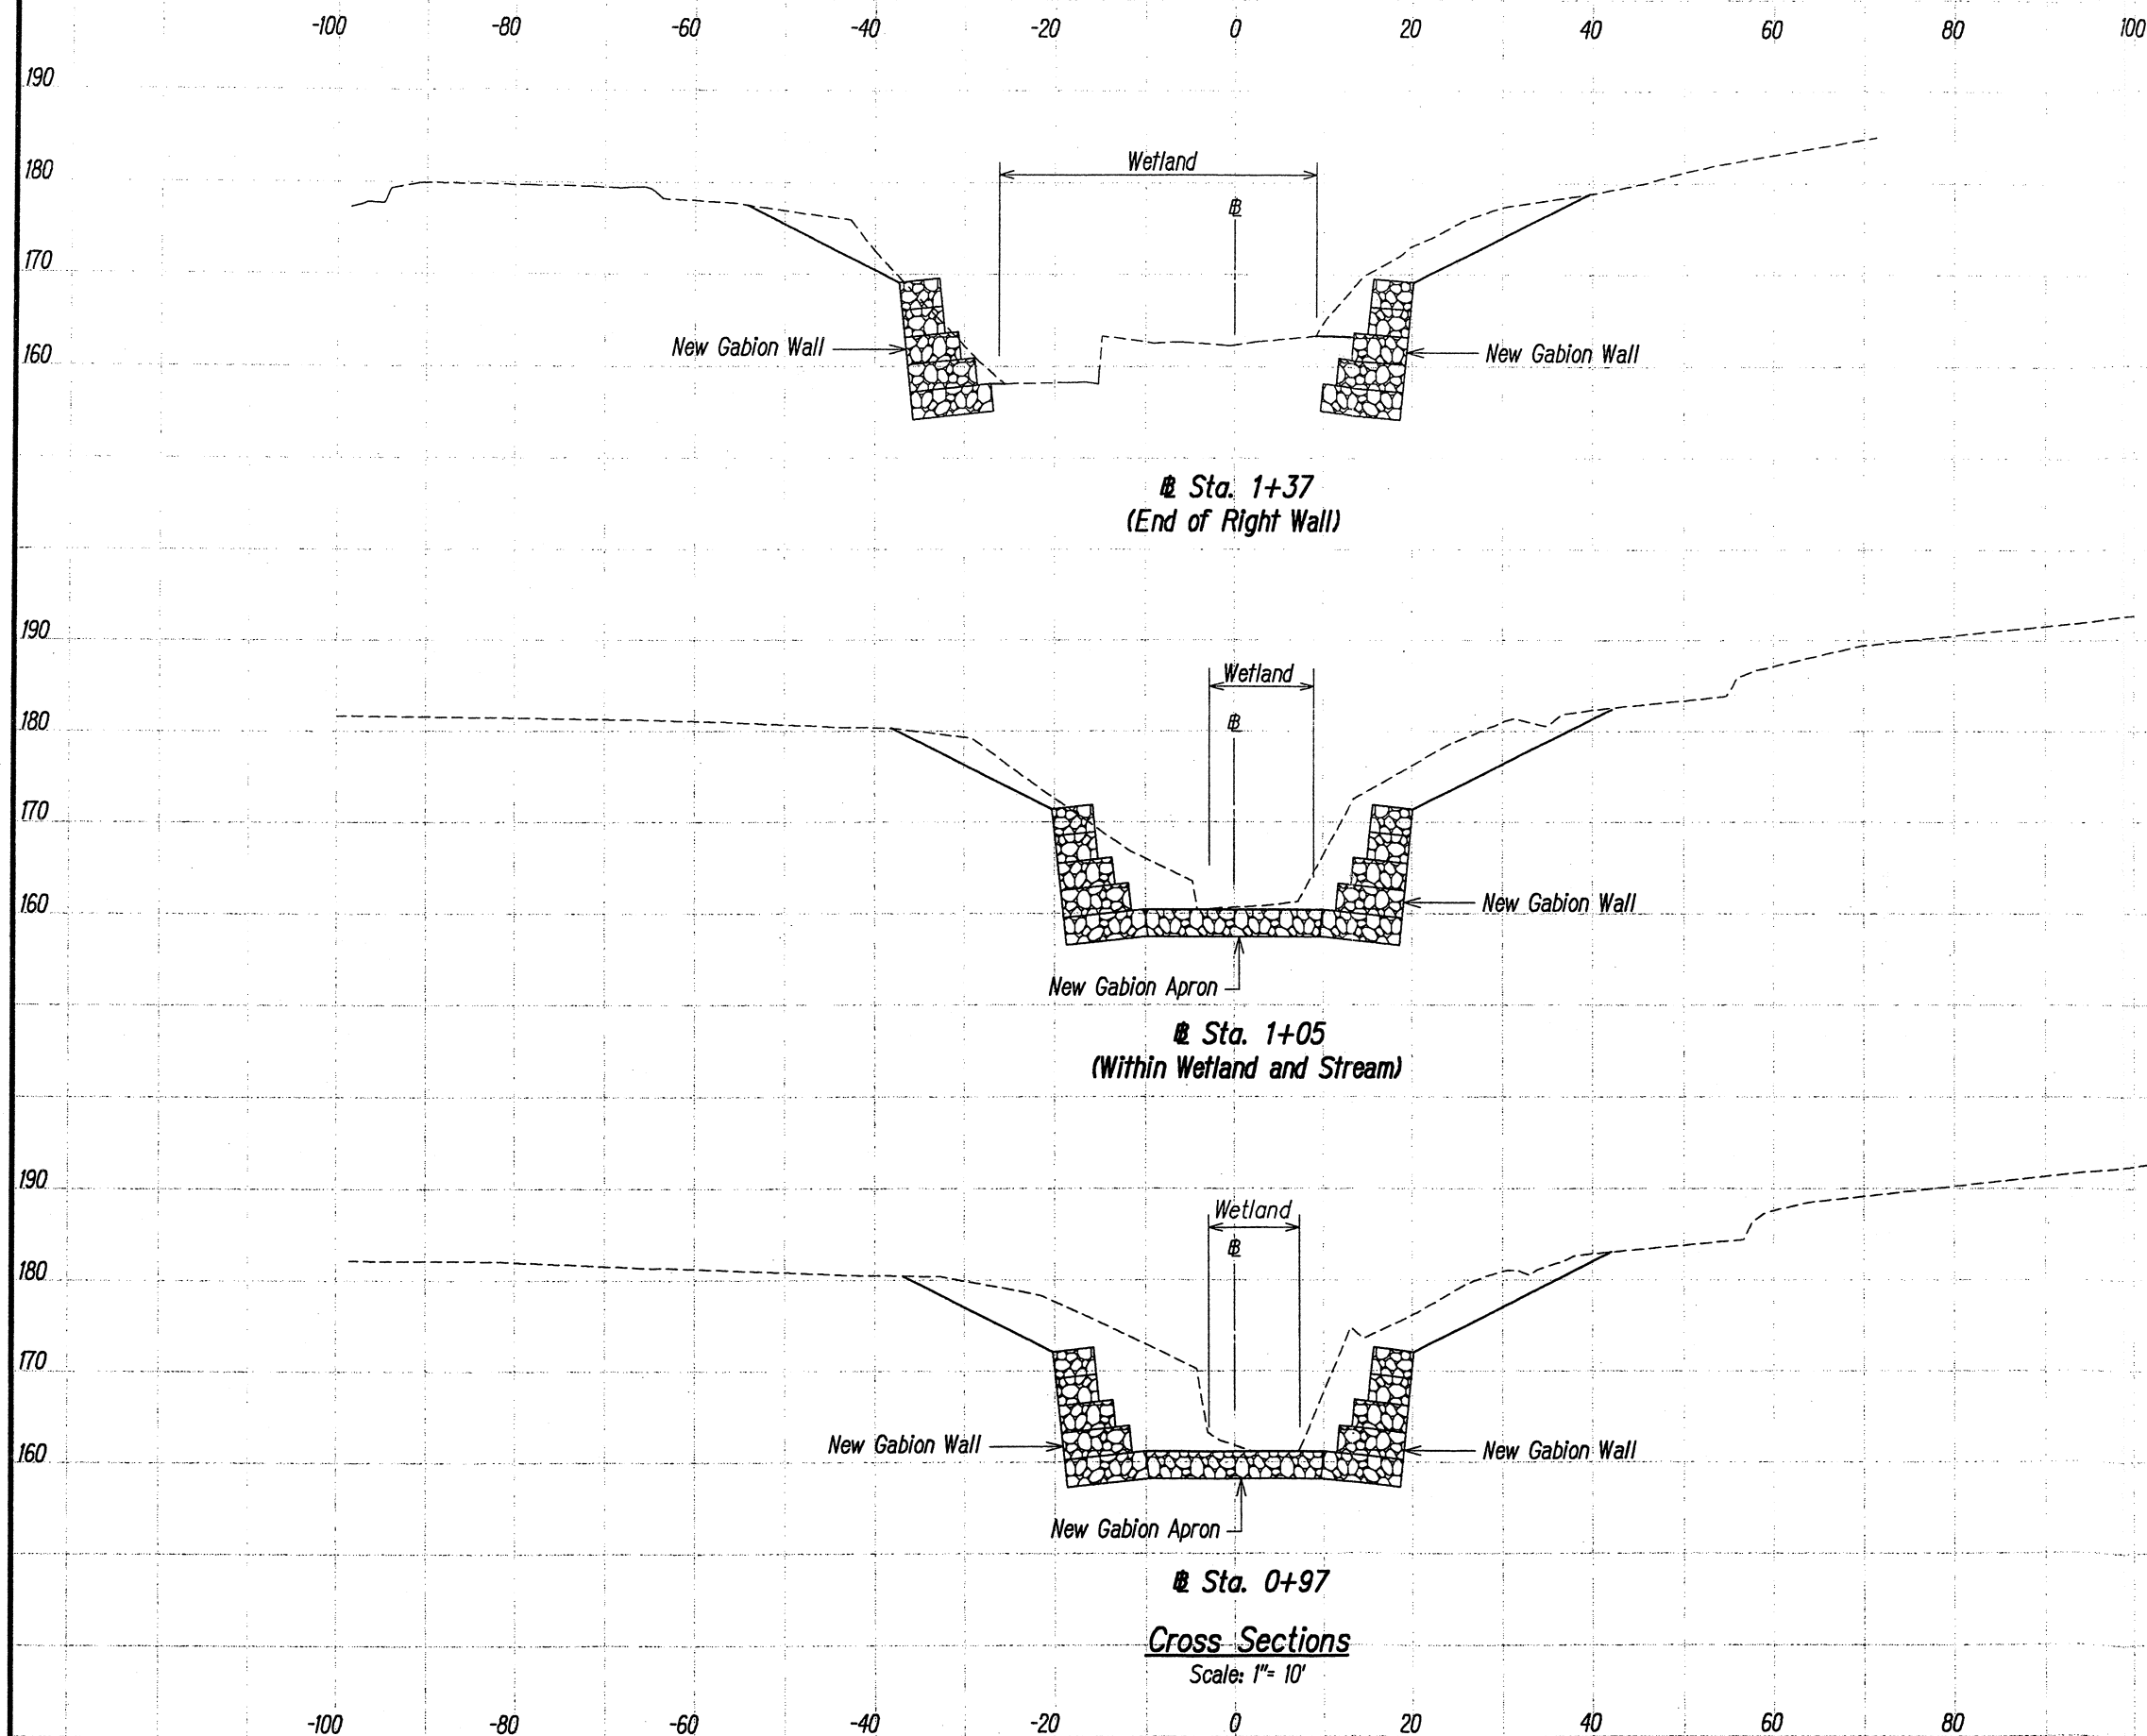 -100 -80 -60 -40 -20 0 20 40 60 80 100
190
180
Wetland
℄
170
New Gabion Wall
New Gabion Wall
160
℄ Sta. 1+37
(End of Right Wall)
190
Wetland
180
℄
170
160
New Gabion Wall
New Gabion Apron
℄ Sta. 1+05
(Within Wetland and Stream)
190
Wetland
℄
180
170
New Gabion Wall
New Gabion Wall
160
New Gabion Apron
℄ Sta. 0+97
Cross Sections
Scale: 1"= 10'
-100 -80 -60 -40 -20 0 20 40 60 80